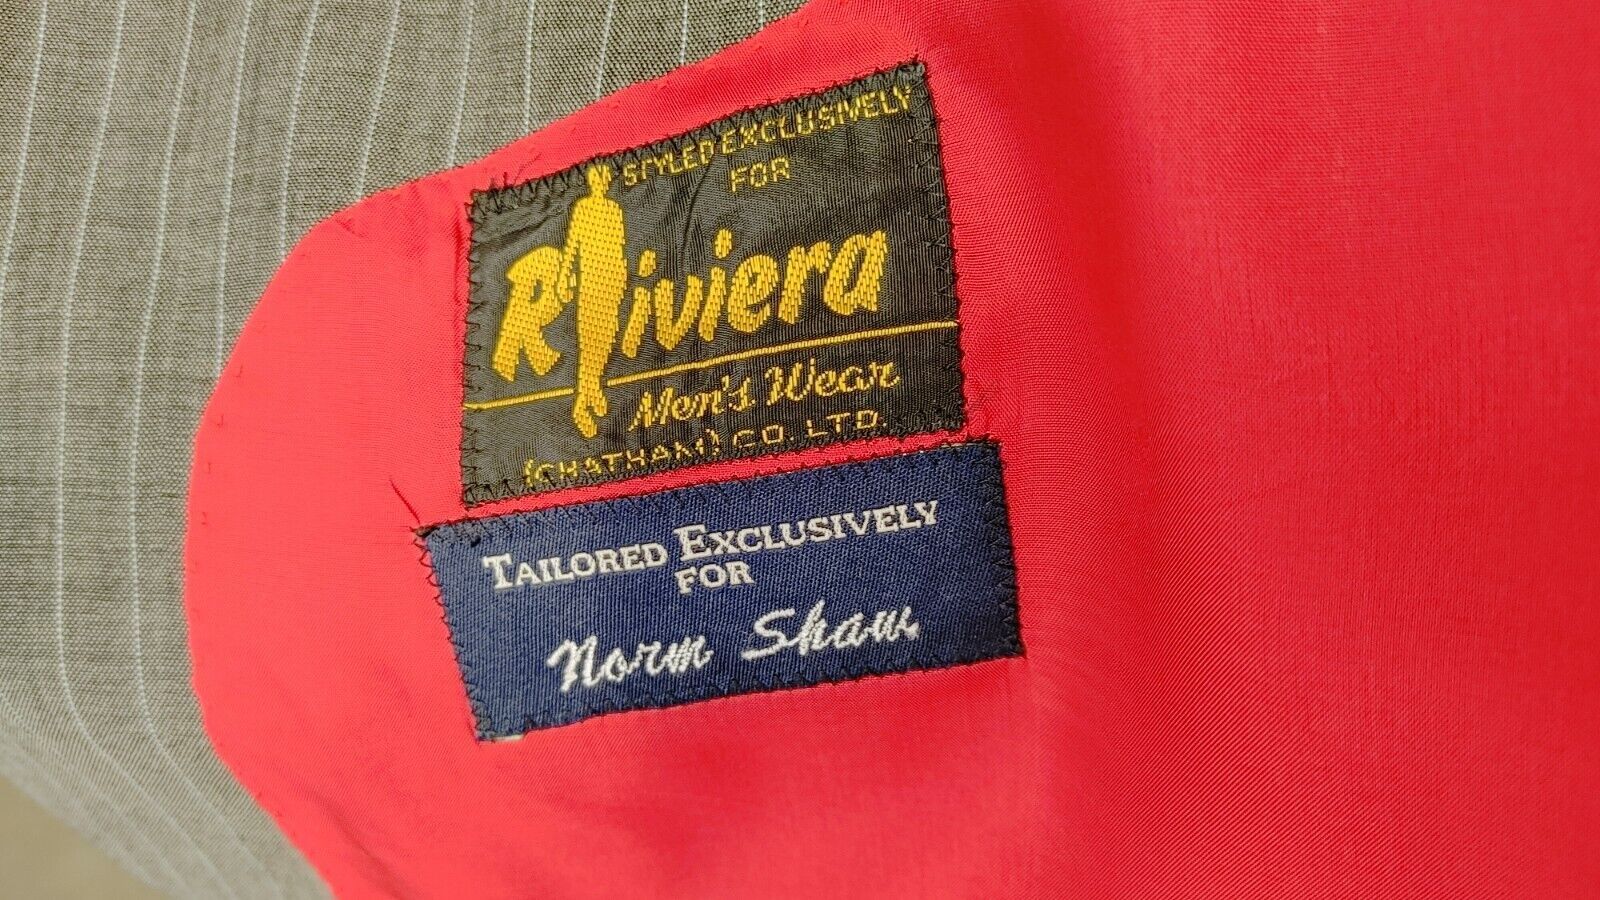 STYLED EXCLUSIVELY
FOR
Riviera
Men's Wear
(CHATHAM) CO. LTD.
TAILORED EXCLUSIVELY
FOR
Norm Shaw